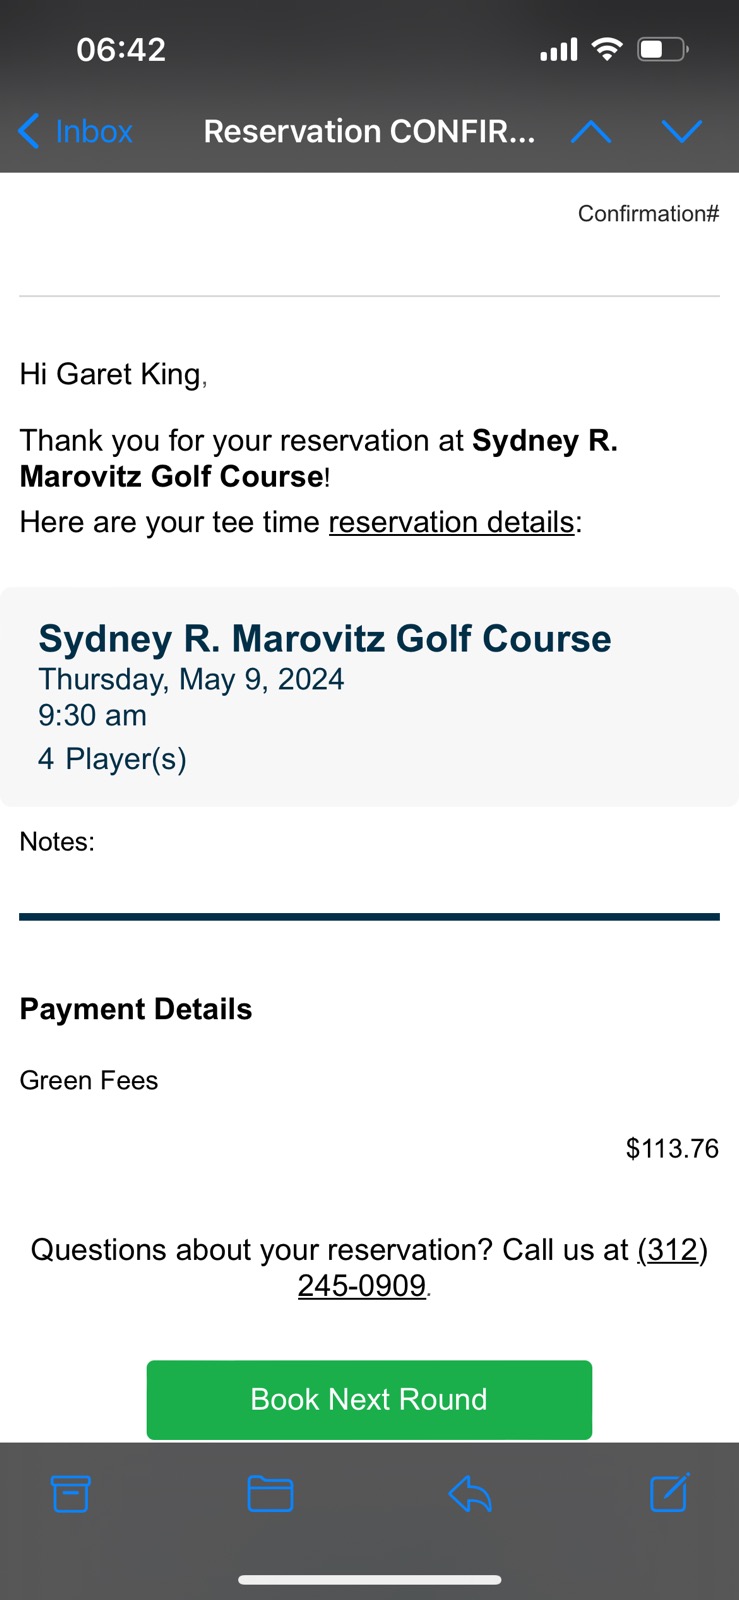 06:42
Inbox
Reservation CONFIR...
Confirmation#
Hi Garet King,
Thank you for your reservation at Sydney R.
Marovitz Golf Course!
Here are your tee time reservation details:
Sydney R. Marovitz Golf Course
Thursday, May 9, 2024
9:30 am
4 Player(s)
Notes:
Payment Details
Green Fees
$113.76
Questions about your reservation? Call us at (312)
245-0909.
Book Next Round